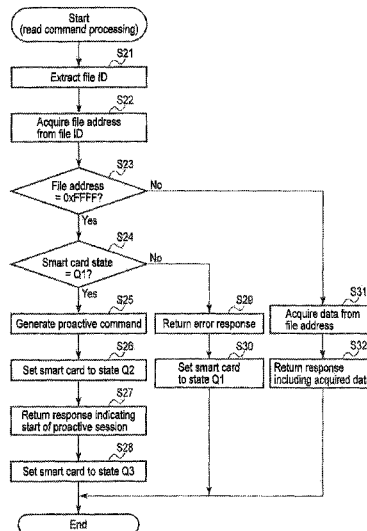 Start
(read command processing)
S21
Extract file ID
S22
Acquire file address
from file ID
S23
File address
= 0xFFFF?
No
Yes
S24
Smart card state
= Q1?
No
Yes
S25
Generate proactive command
S26
Set smart card to state Q2
S27
Return response indicating
start of proactive session
S28
Set smart card to state Q3
S29
Return error response
S30
Set smart card
to state Q1
S31
Acquire data from
file address
S32
Return response
including acquired data
End